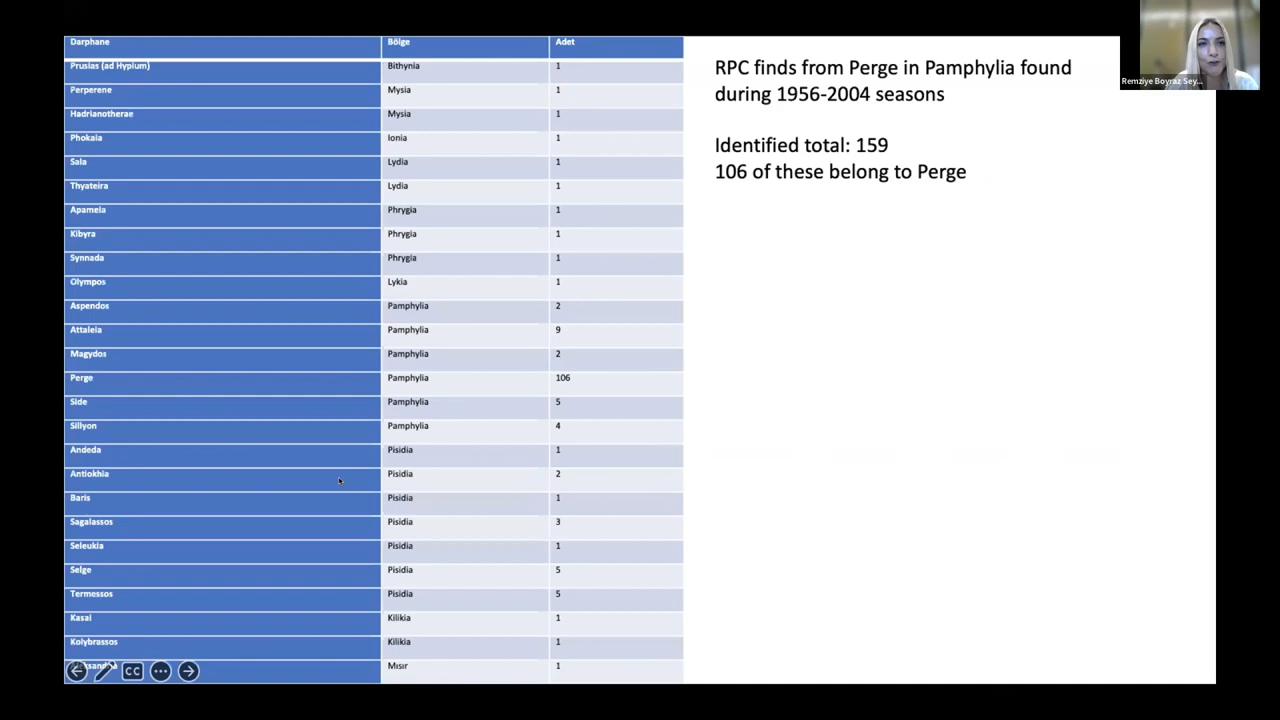 Darphane Bölge Adet
Prusias (ad Hypium) Bithynia 1
Perperene Mysia 1
Hadrianotherae Mysia 1
Phokaia Ionia 1
Sala Lydia 1
Thyateira Lydia 1
Apameia Phrygia 1
Kibyra Phrygia 1
Synnada Phrygia 1
Olympos Lykia 1
Aspendos Pamphylia 2
Attaleia Pamphylia 9
Magydos Pamphylia 2
Perge Pamphylia 106
Side Pamphylia 5
Sillyon Pamphylia 4
Andeda Pisidia 1
Antiokhia Pisidia 2
Baris Pisidia 1
Sagalassos Pisidia 3
Seleukia Pisidia 1
Selge Pisidia 5
Termessos Pisidia 5
Kasai Kilikia 1
Kolybrassos Kilikia 1
Mısır 1
CC
RPC finds from Perge in Pamphylia found
during 1956-2004 seasons
Identified total: 159
106 of these belong to Perge
Remziye Boyraz Sey...